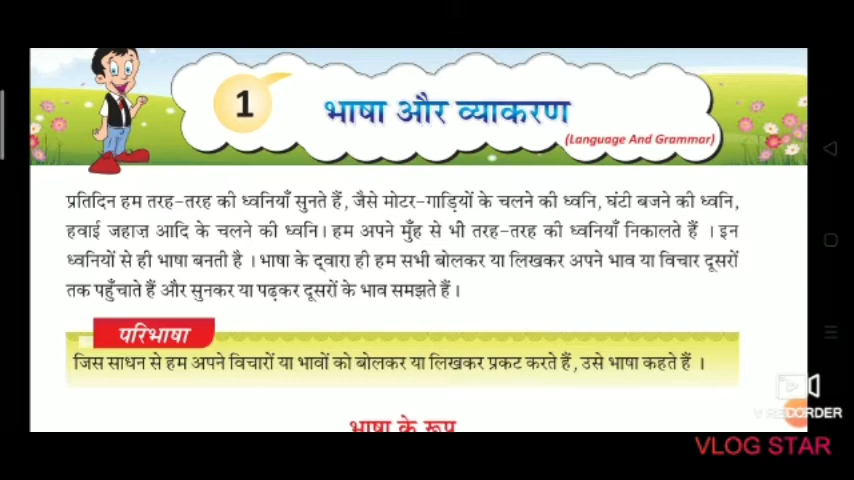 1
भाषा और व्याकरण
(Language And Grammar)
प्रतिदिन हम तरह-तरह की ध्वनियाँ सुनते हैं, जैसे मोटर-गाड़ियों के चलने की ध्वनि, घंटी बजने की ध्वनि,
हवाई जहाज़ आदि के चलने की ध्वनि। हम अपने मुँह से भी तरह-तरह की ध्वनियाँ निकालते हैं । इन
ध्वनियों से ही भाषा बनती है । भाषा के द्वारा ही हम सभी बोलकर या लिखकर अपने भाव या विचार दूसरों
तक पहुँचाते हैं और सुनकर या पढ़कर दूसरों के भाव समझते हैं ।
परिभाषा
जिस साधन से हम अपने विचारों या भावों को बोलकर या लिखकर प्रकट करते हैं, उसे भाषा कहते हैं ।
भाषा के रूप
V RECORDER
VLOG STAR